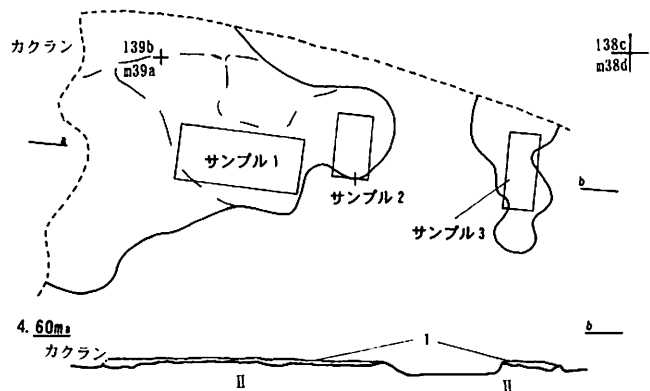 カクラン
139b
m39a
138c
m38d
a
サンプル1
サンプル2
サンプル3
b
4.60m a
b
カクラン
1
II
II